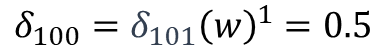 δ₁₀₀ = δ₁₀₁(w)¹ = 0.5